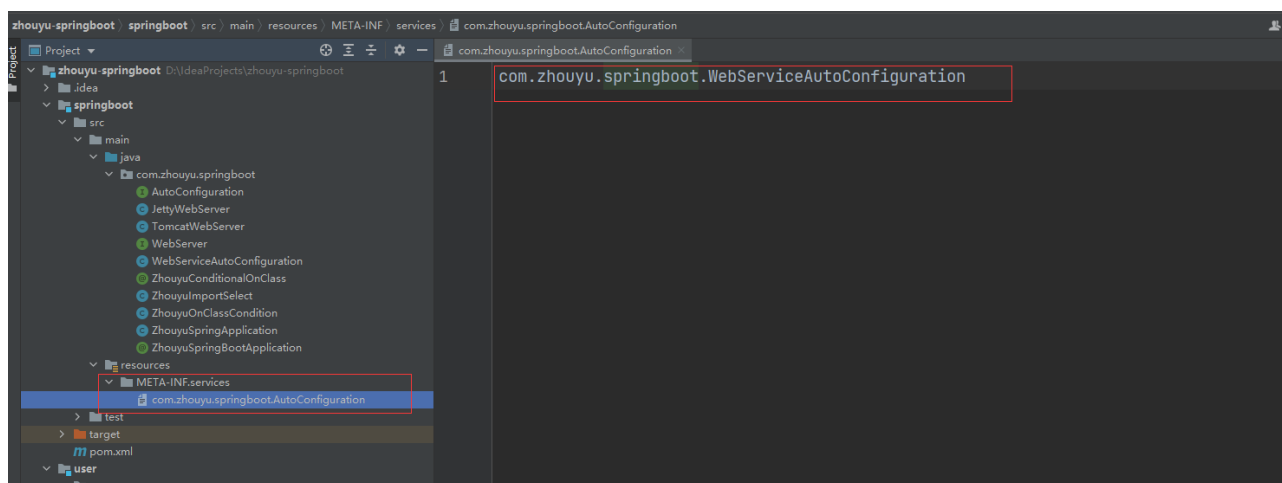 zhouyu-springboot 〉 springboot 〉 src 〉 main 〉 resources 〉 META-INF 〉 services 〉 com.zhouyu.springboot.AutoConfiguration
Project
Project
com.zhouyu.springboot.AutoConfiguration
zhouyu-springboot D:\IdeaProjects\zhouyu-springboot
1 com.zhouyu.springboot.WebServiceAutoConfiguration
.idea
springboot
src
main
java
com.zhouyu.springboot
AutoConfiguration
JettyWebServer
TomcatWebServer
WebServer
WebServiceAutoConfiguration
ZhouyuConditionalOnClass
ZhouyuImportSelect
ZhouyuOnClassCondition
ZhouyuSpringApplication
ZhouyuSpringBootApplication
resources
META-INF.services
com.zhouyu.springboot.AutoConfiguration
test
target
pom.xml
user